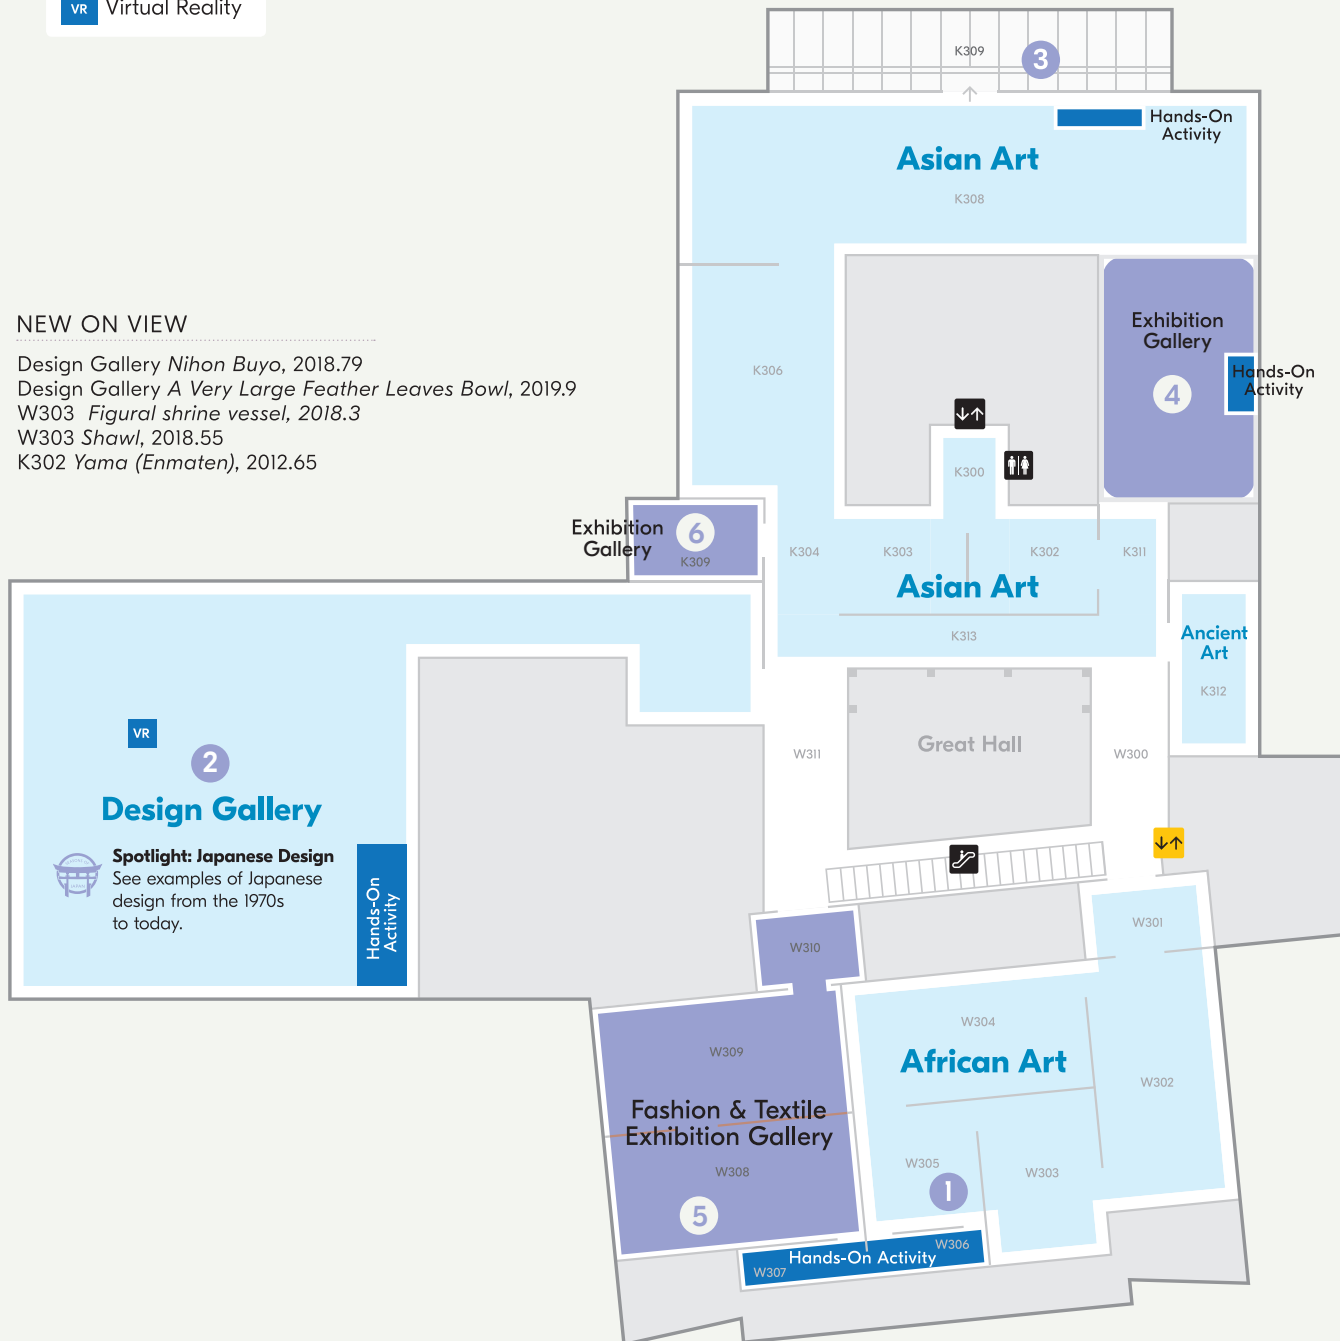 VR Virtual Reality
K309
3
Hands-On
Activity
Asian Art
K308
NEW ON VIEW
Design Gallery Nihon Buyo, 2018.79
Design Gallery A Very Large Feather Leaves Bowl, 2019.9
W303 Figural shrine vessel, 2018.3
W303 Shawl, 2018.55
K302 Yama (Enmaten), 2012.65
Exhibition
Gallery
4
Hands-On
Activity
K306
K300
Exhibition
Gallery
6
K309
K304
K303
K302
K311
Asian Art
K313
Ancient
Art
K312
VR
2
Design Gallery
Spotlight: Japanese Design
See examples of Japanese
design from the 1970s
to today.
Hands-On
Activity
W311
Great Hall
W300
W310
W301
W309
Fashion & Textile
Exhibition Gallery
W308
5
W304
African Art
W302
W305
1
W303
W306
Hands-On Activity
W307